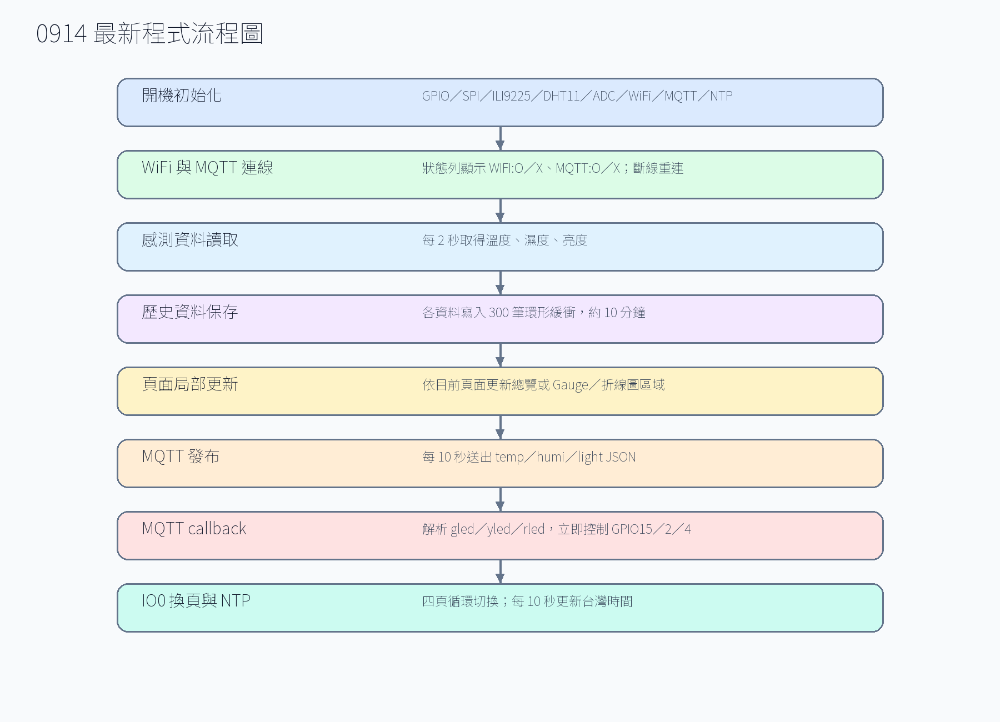 0914 最新程式流程圖
開機初始化 GPIO／SPI／ILI9225／DHT11／ADC／WiFi／MQTT／NTP
WiFi 與 MQTT 連線 狀態列顯示 WIFI:O／X、MQTT:O／X；斷線重連
感測資料讀取 每 2 秒取得溫度、濕度、亮度
歷史資料保存 各資料寫入 300 筆環形緩衝，約 10 分鐘
頁面局部更新 依目前頁面更新總覽或 Gauge／折線圖區域
MQTT 發布 每 10 秒送出 temp／humi／light JSON
MQTT callback 解析 gled／yled／rled，立即控制 GPIO15／2／4
IO0 換頁與 NTP 四頁循環切換；每 10 秒更新台灣時間